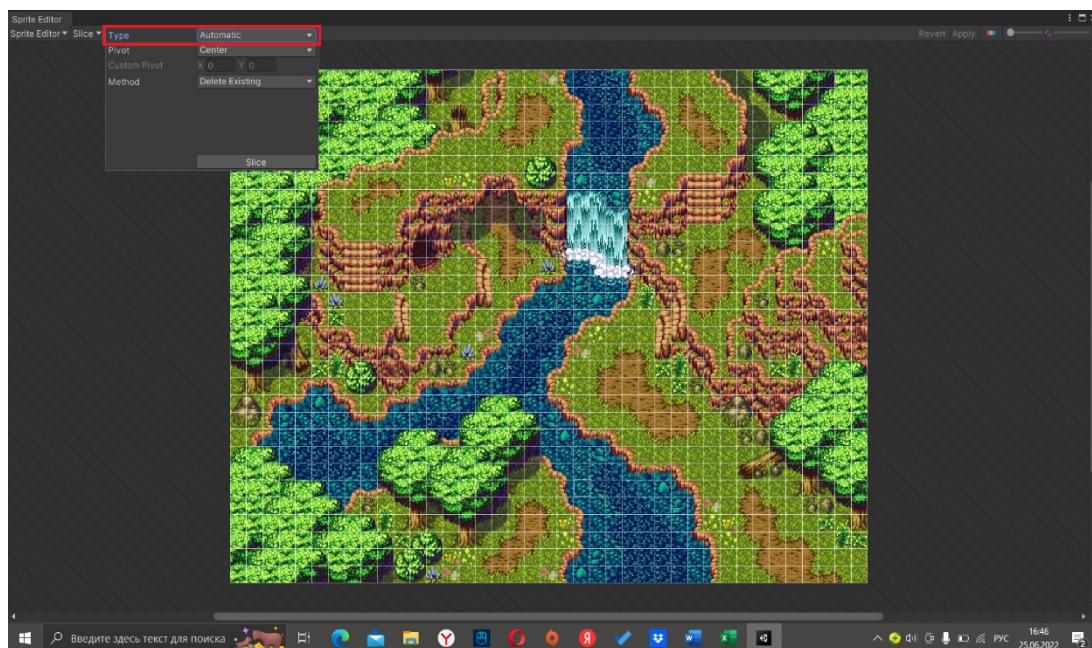 Sprite Editor
Sprite Editor Slice Revert Apply
Type Automatic
Pivot Center
Custom Pivot X 0 Y 0
Method Delete Existing
Slice
Введите здесь текст для поиска
РУС
16:46
25.06.2022
2